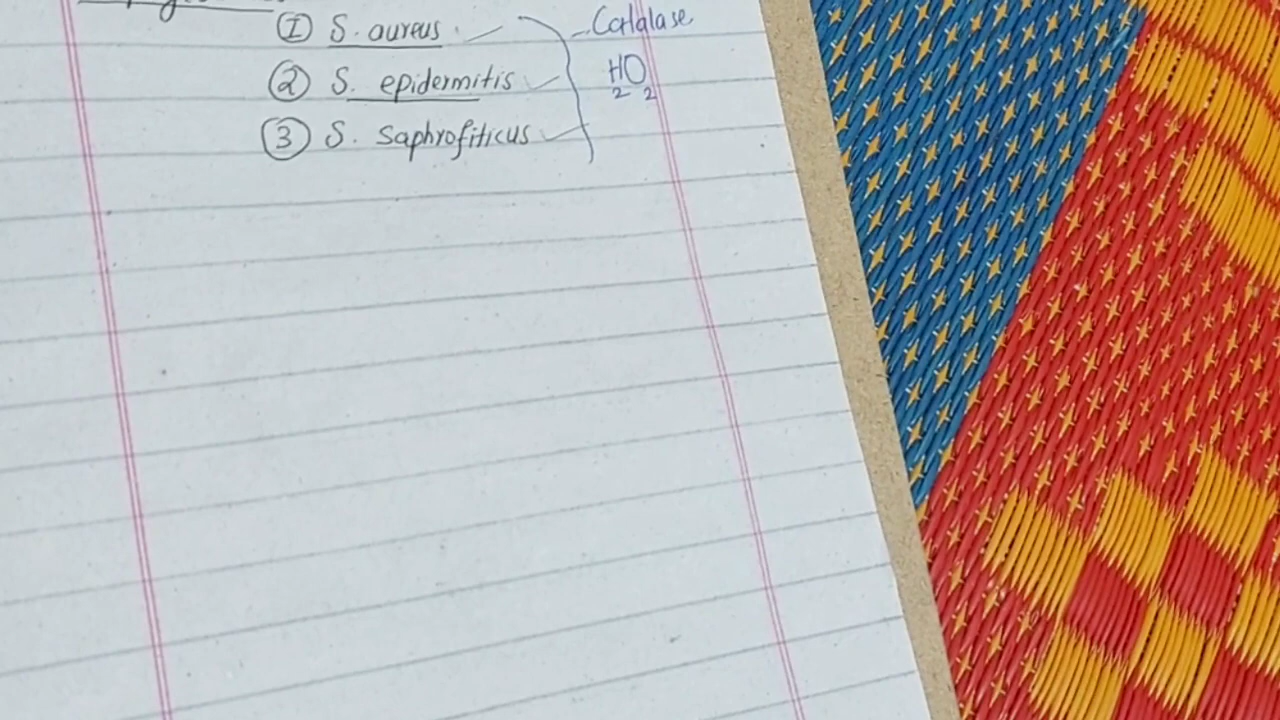 ① S. aureus
② S. epidermitis
③ S. saphrofiticus
Catalase
H2O2